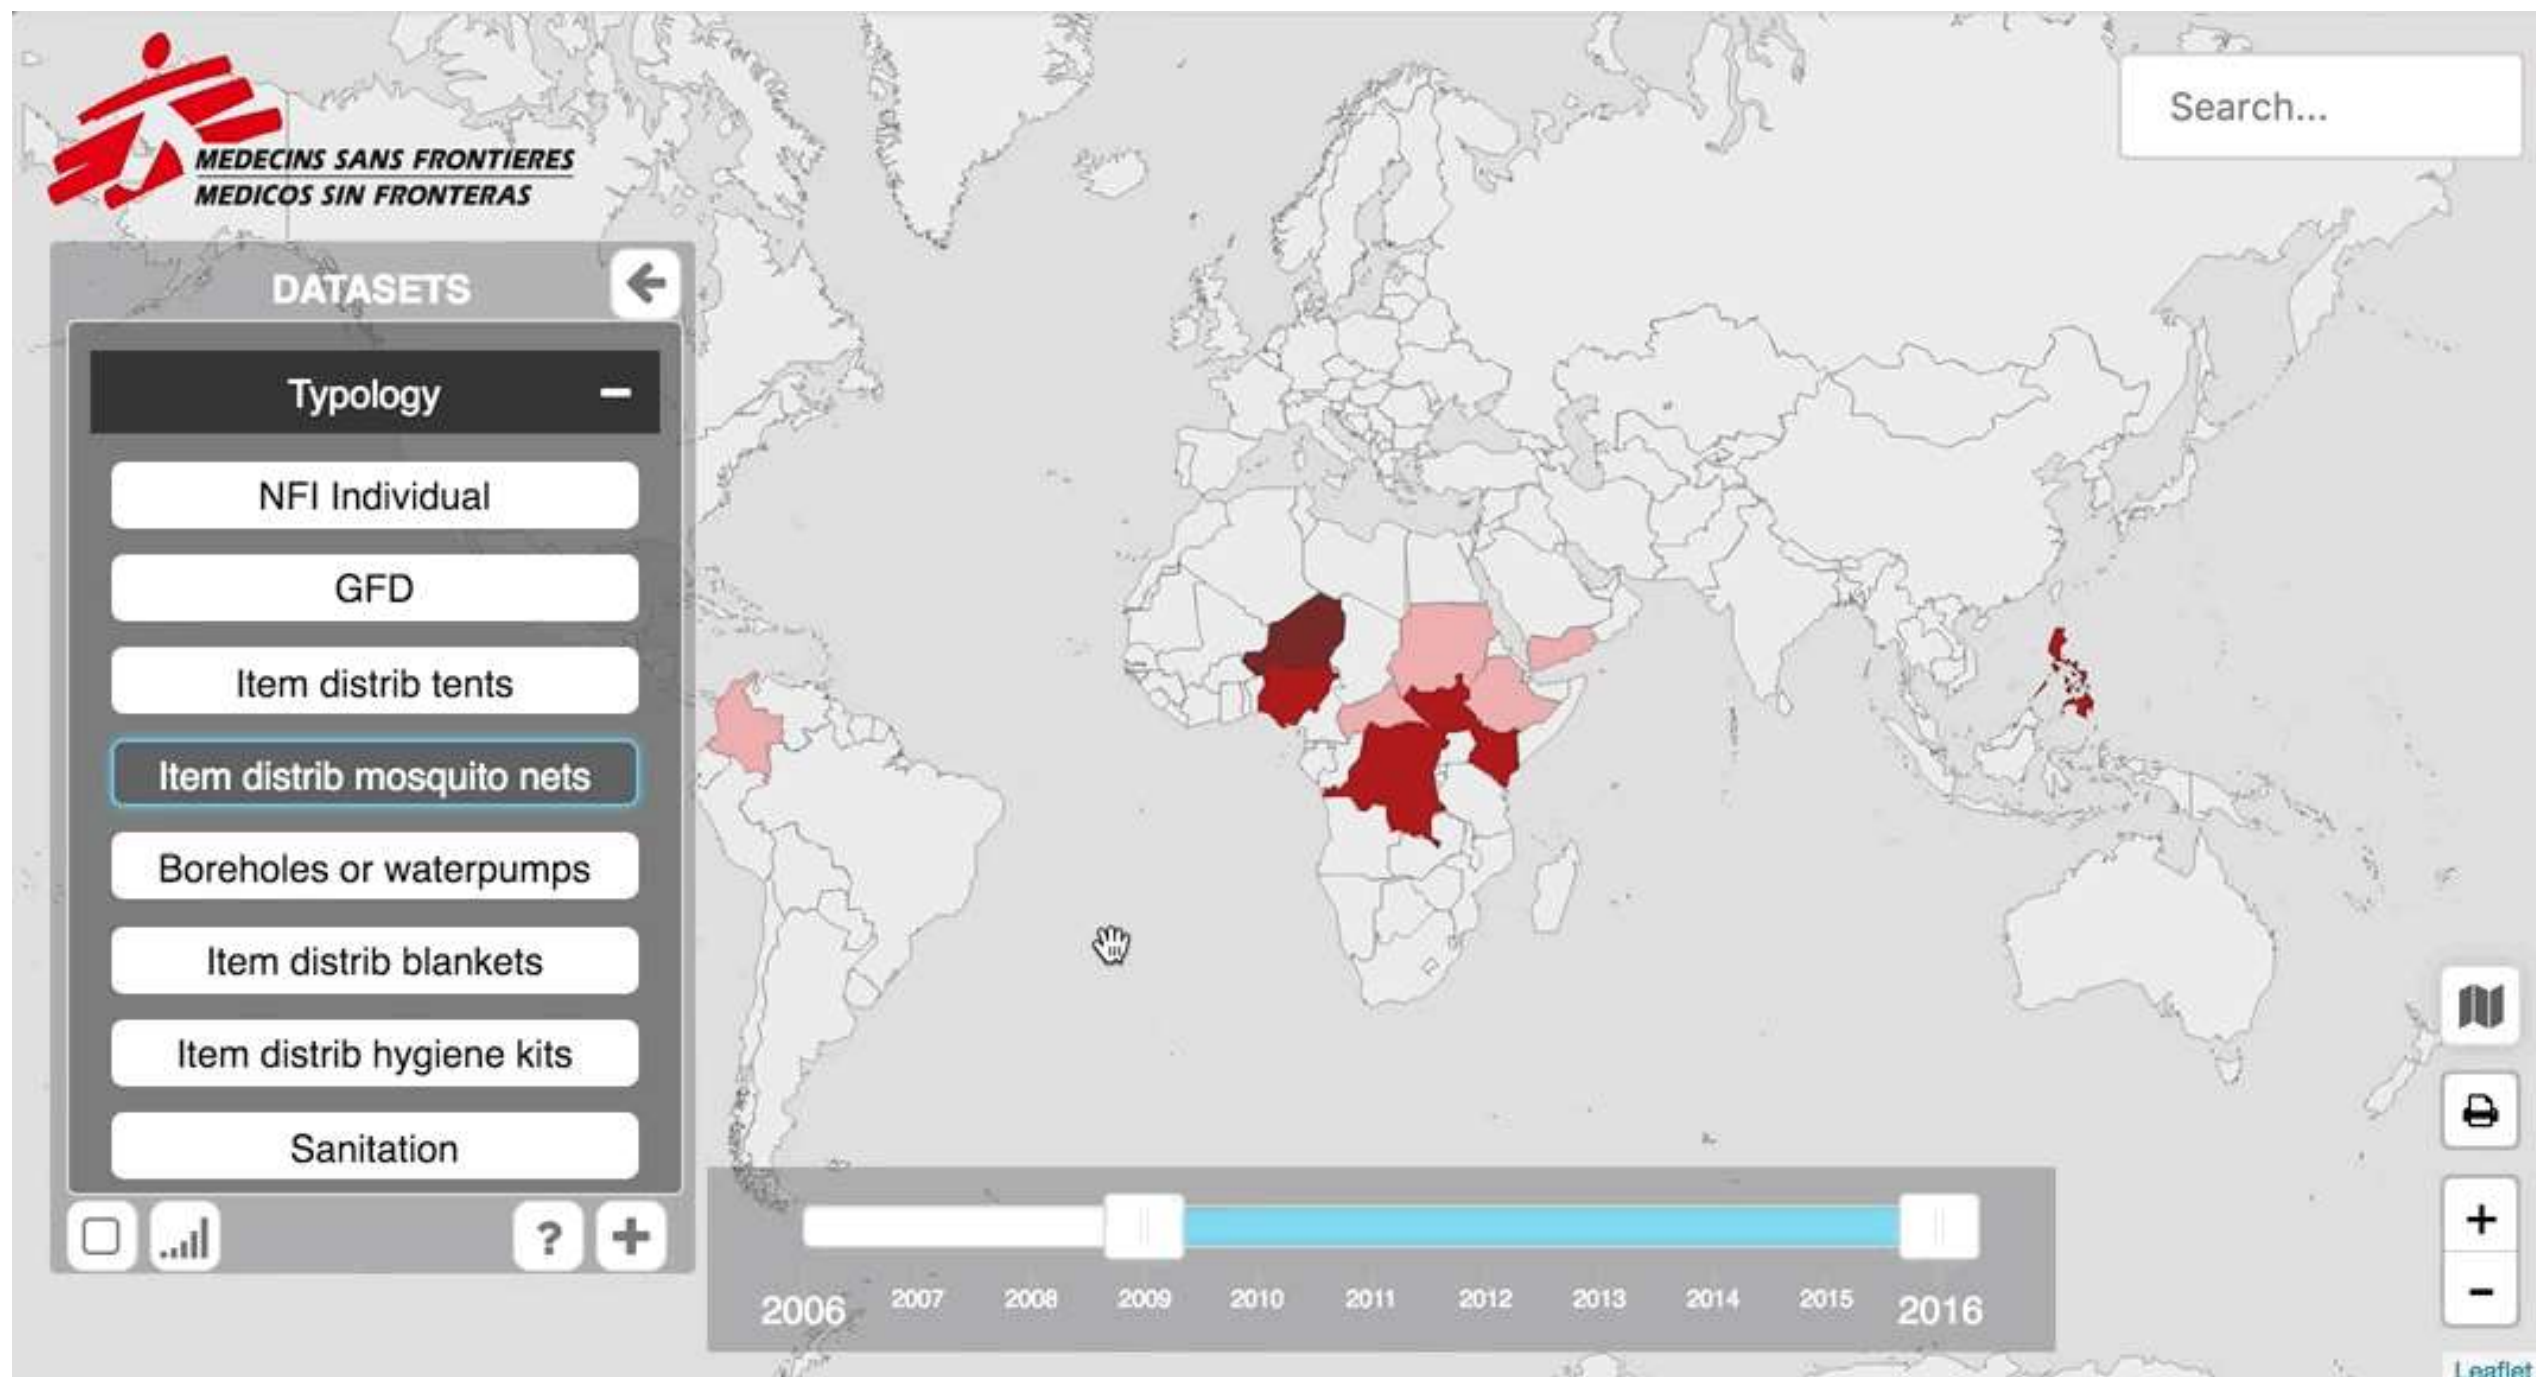 MEDECINS SANS FRONTIERES
MEDICOS SIN FRONTERAS
Search...
DATASETS
Typology
NFI Individual
GFD
Item distrib tents
Item distrib mosquito nets
Boreholes or waterpumps
Item distrib blankets
Item distrib hygiene kits
Sanitation
?
2006 2007 2008 2009 2010 2011 2012 2013 2014 2015 2016
+
-
Leaflet